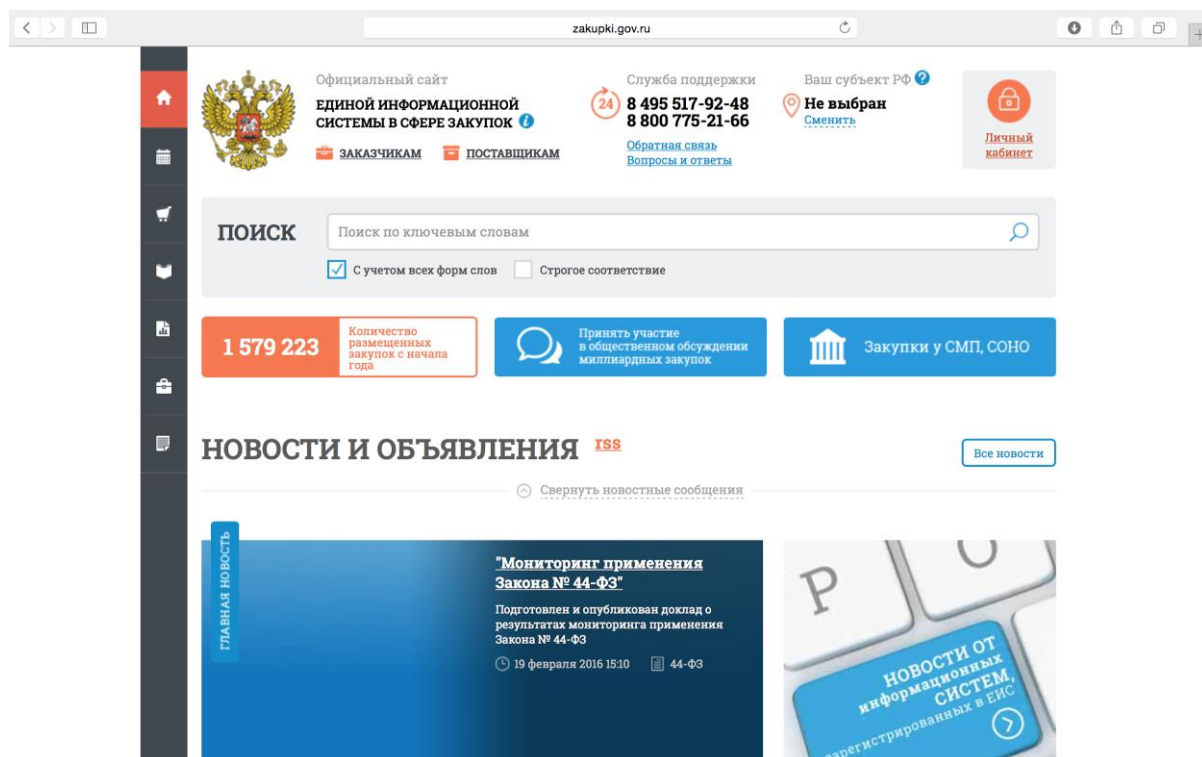 zakupki.gov.ru
Официальный сайт
ЕДИНОЙ ИНФОРМАЦИОННОЙ
СИСТЕМЫ В СФЕРЕ ЗАКУПОК
ЗАКАЗЧИКАМ ПОСТАВЩИКАМ
Служба поддержки
24
8 495 517-92-48
8 800 775-21-66
Обратная связь
Вопросы и ответы
Ваш субъект РФ
Не выбран
Сменить
Личный
кабинет
ПОИСК
Поиск по ключевым словам
С учетом всех форм слов
Строгое соответствие
1 579 223
Количество
размещенных
закупок с начала
года
Принять участие
в общественном обсуждении
миллиардных закупок
Закупки у СМП, СОНО
НОВОСТИ И ОБЪЯВЛЕНИЯ rss
Все новости
Свернуть новостные сообщения
ГЛАВНАЯ НОВОСТЬ
"Мониторинг применения
Закона № 44-ФЗ"
Подготовлен и опубликован доклад о
результатах мониторинга применения
Закона № 44-ФЗ
19 февраля 2016 15:10 44-ФЗ
P
O
НОВОСТИ ОТ
информационных
СИСТЕМ,
зарегистрированных в ЕИС